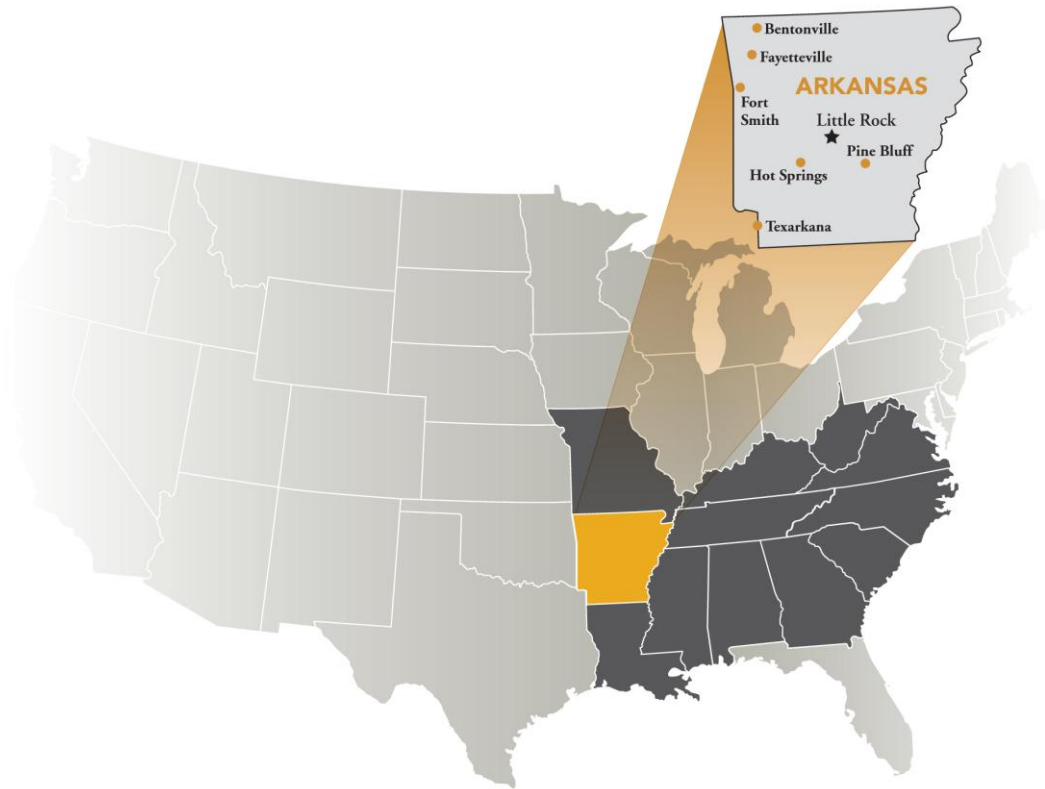 Bentonville
Fayetteville
ARKANSAS
Fort
Smith
Little Rock
Pine Bluff
Hot Springs
Texarkana